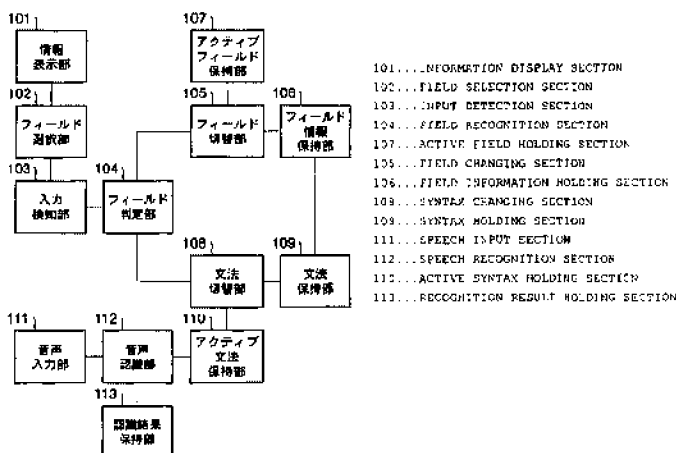 101
情報
表示部
102
フィールド
選択部
103
入力
検知部
104
フィールド
判定部
107
アクティブ
フィールド
保持部
105
フィールド
切替部
106
フィールド
情報
保持部
108
文法
切替部
109
文法
保持部
111
音声
入力部
112
音声
認識部
110
アクティブ
文法
保持部
113
認識結果
保持部
101...INFORMATION DISPLAY SECTION
102...FIELD SELECTION SECTION
103...INPUT DETECTION SECTION
104...FIELD RECOGNITION SECTION
107...ACTIVE FIELD HOLDING SECTION
105...FIELD CHANGING SECTION
106...FIELD INFORMATION HOLDING SECTION
108...SYNTAX CHANGING SECTION
109...SYNTAX HOLDING SECTION
111...SPEECH INPUT SECTION
112...SPEECH RECOGNITION SECTION
110...ACTIVE SYNTAX HOLDING SECTION
113...RECOGNITION RESULT HOLDING SECTION